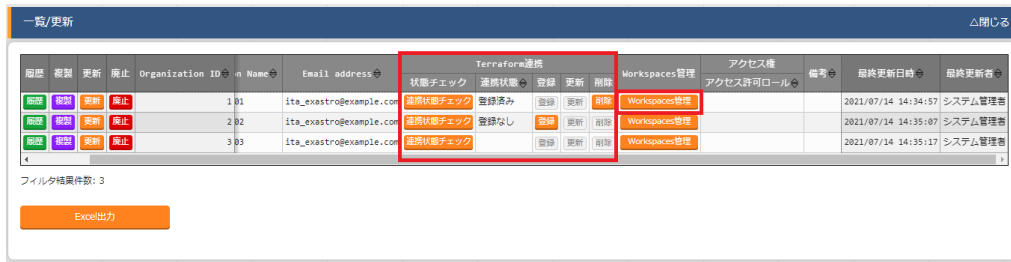 一覧/更新 △閉じる
Terraform連携 アクセス権
履歴 複製 更新 廃止 Organization ID n Name Email address 状態チェック 連携状態 登録 更新 削除 Workspaces管理 アクセス許可ロール 備考 最終更新日時 最終更新者
履歴 複製 更新 廃止 1 01 ita_exastro@example.com 連携状態チェック 登録済み 登録 更新 削除 Workspaces管理 2021/07/14 14:34:57 システム管理者
履歴 複製 更新 廃止 2 02 ita_exastro@example.com 連携状態チェック 登録なし 登録 更新 削除 Workspaces管理 2021/07/14 14:35:07 システム管理者
履歴 複製 更新 廃止 3 03 ita_exastro@example.com 連携状態チェック 登録 更新 削除 Workspaces管理 2021/07/14 14:35:17 システム管理者
フィルタ結果件数: 3
Excel出力